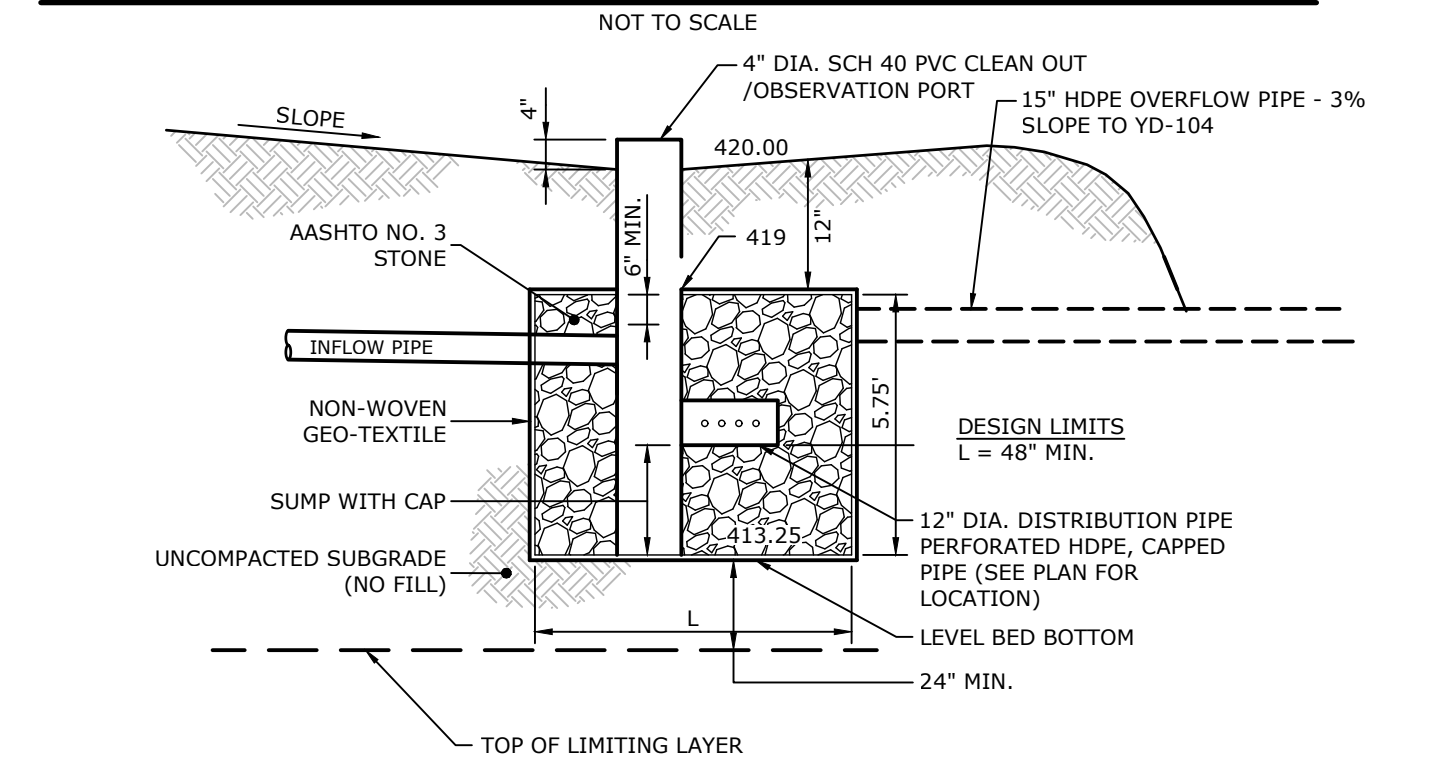 NOT TO SCALE
4" DIA. SCH 40 PVC CLEAN OUT
/OBSERVATION PORT
15" HDPE OVERFLOW PIPE - 3%
SLOPE TO YD-104
SLOPE
4"
420.00
AASHTO NO. 3
STONE
6" MIN.
419
12"
INFLOW PIPE
NON-WOVEN
GEO-TEXTILE
5.75'
DESIGN LIMITS
L = 48" MIN.
SUMP WITH CAP
413.25
12" DIA. DISTRIBUTION PIPE
PERFORATED HDPE, CAPPED
PIPE (SEE PLAN FOR
LOCATION)
UNCOMPACTED SUBGRADE
(NO FILL)
L
LEVEL BED BOTTOM
24" MIN.
TOP OF LIMITING LAYER